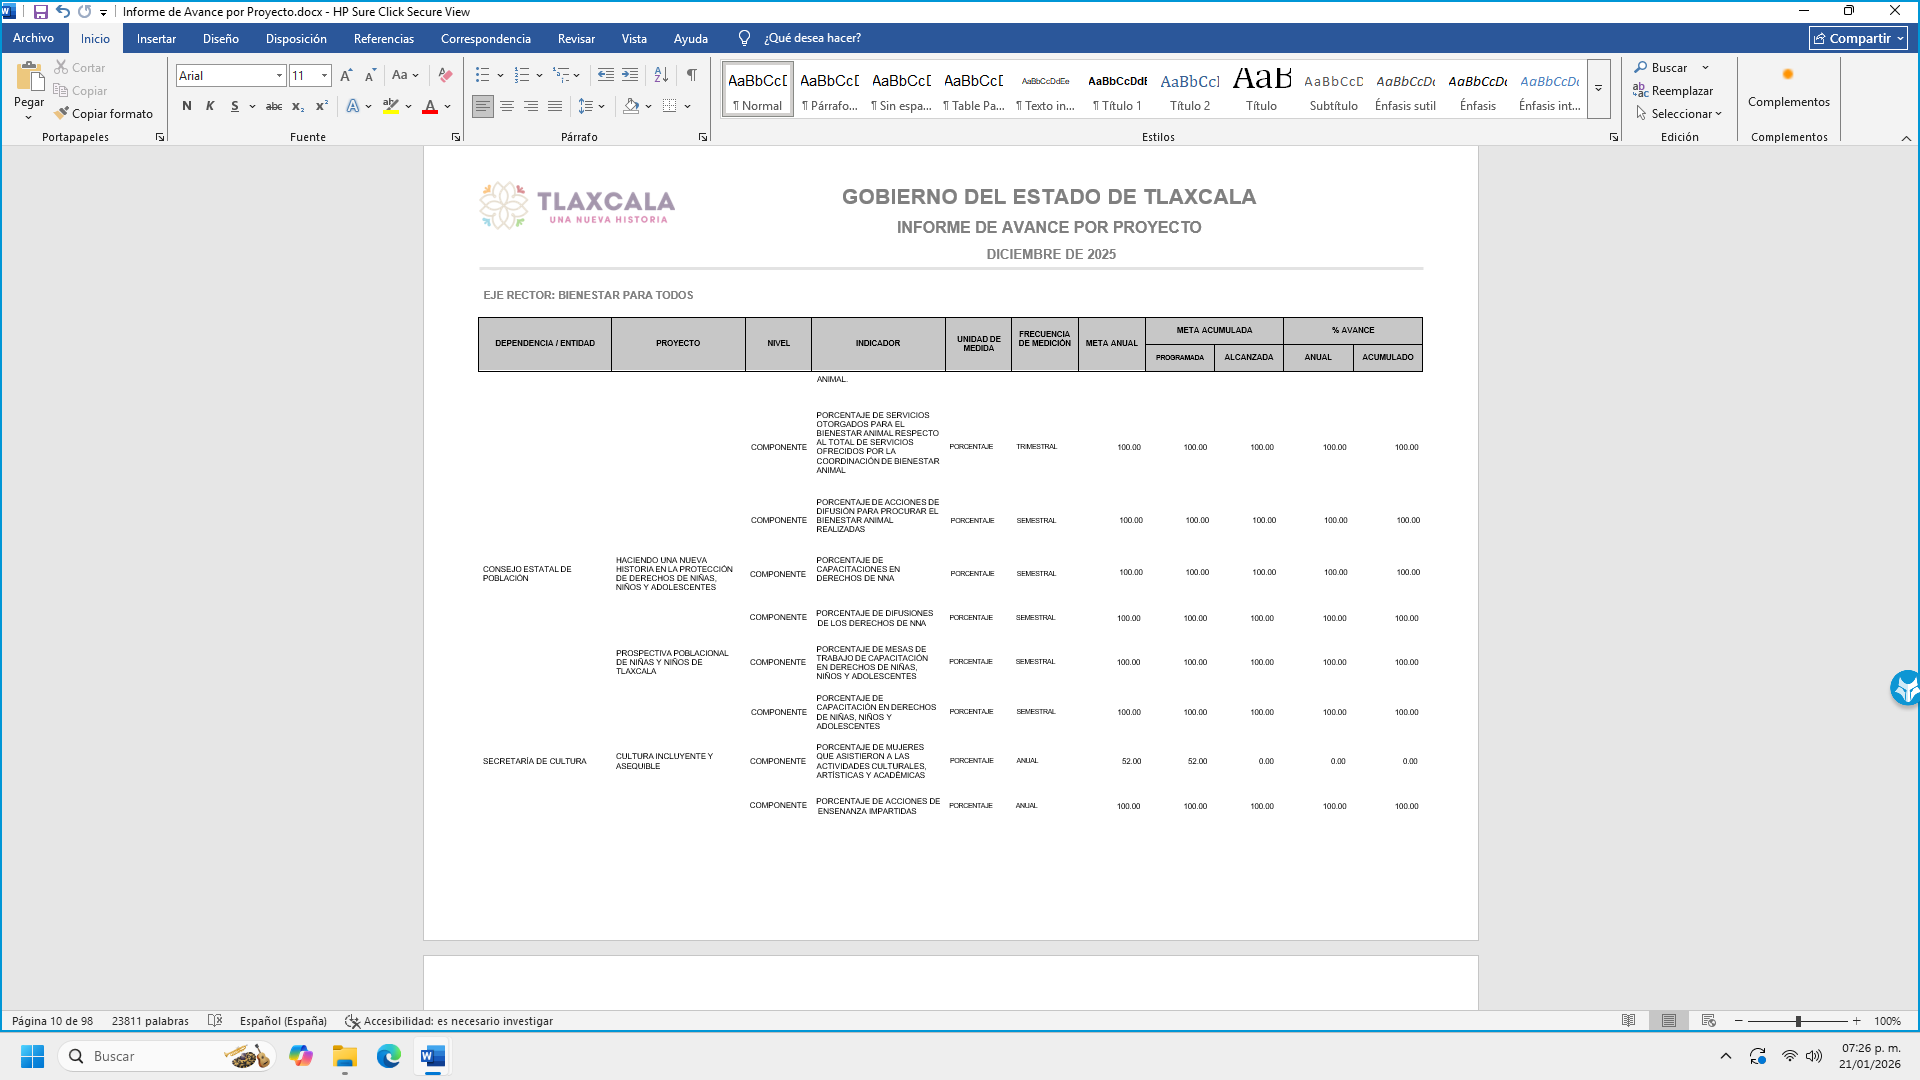 Informe de Avance por Proyecto.docx - HP Sure Click Secure View
Archivo
Inicio
Insertar
Diseño
Disposición
Referencias
Correspondencia
Revisar
Vista
Ayuda
¿Qué desea hacer?
Compartir
Pegar
Cortar
Copiar
Copiar formato
Portapapeles
Arial
11
Fuente
Párrafo
AaBbCcD AaBbCcD AaBbCcD AaBbCcD AaBbCcDdEe AaBbCcDdE AaBbCcI AaB AaBbCcD AaBbCcDc AaBbCcDc AaBbCcDc
¶ Normal ¶ Párrafo... ¶ Sin espa... ¶ Table Pa... ¶ Texto in... ¶ Título 1 Título 2 Título Subtítulo Énfasis sutil Énfasis Énfasis int...
Estilos
Buscar
Reemplazar
Seleccionar
Edición
Complementos
Complementos
TLAXCALA
UNA NUEVA HISTORIA
GOBIERNO DEL ESTADO DE TLAXCALA
INFORME DE AVANCE POR PROYECTO
DICIEMBRE DE 2025
EJE RECTOR: BIENESTAR PARA TODOS
DEPENDENCIA / ENTIDAD PROYECTO NIVEL INDICADOR UNIDAD DE MEDIDA FRECUENCIA DE MEDICIÓN META ANUAL META ACUMULADA % AVANCE
PROGRAMADA ALCANZADA ANUAL ACUMULADO
ANIMAL.
PORCENTAJE DE SERVICIOS
OTORGADOS PARA EL
BIENESTAR ANIMAL RESPECTO
AL TOTAL DE SERVICIOS
OFRECIDOS POR LA
COORDINACIÓN DE BIENESTAR
ANIMAL
COMPONENTE PORCENTAJE TRIMESTRAL 100.00 100.00 100.00 100.00 100.00
PORCENTAJE DE ACCIONES DE
DIFUSIÓN PARA PROCURAR EL
BIENESTAR ANIMAL
REALIZADAS
COMPONENTE PORCENTAJE SEMESTRAL 100.00 100.00 100.00 100.00 100.00
CONSEJO ESTATAL DE
POBLACIÓN
HACIENDO UNA NUEVA
HISTORIA EN LA PROTECCIÓN
DE DERECHOS DE NIÑAS,
NIÑOS Y ADOLESCENTES
COMPONENTE
PORCENTAJE DE
CAPACITACIONES EN
DERECHOS DE NNA
PORCENTAJE SEMESTRAL 100.00 100.00 100.00 100.00 100.00
COMPONENTE
PORCENTAJE DE DIFUSIONES
DE LOS DERECHOS DE NNA
PORCENTAJE SEMESTRAL 100.00 100.00 100.00 100.00 100.00
PROSPECTIVA POBLACIONAL
DE NIÑAS Y NIÑOS DE
TLAXCALA
COMPONENTE
PORCENTAJE DE MESAS DE
TRABAJO DE CAPACITACIÓN
EN DERECHOS DE NIÑAS,
NIÑOS Y ADOLESCENTES
PORCENTAJE SEMESTRAL 100.00 100.00 100.00 100.00 100.00
COMPONENTE
PORCENTAJE DE
CAPACITACIÓN EN DERECHOS
DE NIÑAS, NIÑOS Y
ADOLESCENTES
PORCENTAJE SEMESTRAL 100.00 100.00 100.00 100.00 100.00
SECRETARÍA DE CULTURA
CULTURA INCLUYENTE Y
ASEQUIBLE
COMPONENTE
PORCENTAJE DE MUJERES
QUE ASISTIERON A LAS
ACTIVIDADES CULTURALES,
ARTÍSTICAS Y ACADÉMICAS
PORCENTAJE ANUAL 52.00 52.00 0.00 0.00 0.00
COMPONENTE
PORCENTAJE DE ACCIONES DE
ENSENANZA IMPARTIDAS
PORCENTAJE ANUAL 100.00 100.00 100.00 100.00 100.00
Página 10 de 98
23811 palabras
Español (España)
Accesibilidad: es necesario investigar
100%
Buscar
07:26 p. m.
21/01/2026